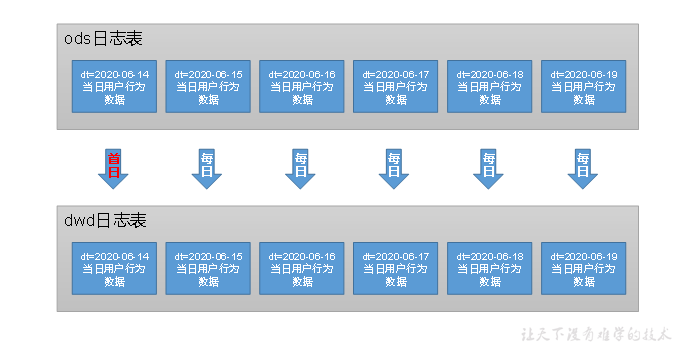 ods日志表
dt=2020-06-14
当日用户行为
数据
dt=2020-06-15
当日用户行为
数据
dt=2020-06-16
当日用户行为
数据
dt=2020-06-17
当日用户行为
数据
dt=2020-06-18
当日用户行为
数据
dt=2020-06-19
当日用户行为
数据
首日
每日
每日
每日
每日
每日
dwd日志表
dt=2020-06-14
当日用户行为
数据
dt=2020-06-15
当日用户行为
数据
dt=2020-06-16
当日用户行为
数据
dt=2020-06-17
当日用户行为
数据
dt=2020-06-18
当日用户行为
数据
dt=2020-06-19
当日用户行为
数据
让天下没有难学的技术